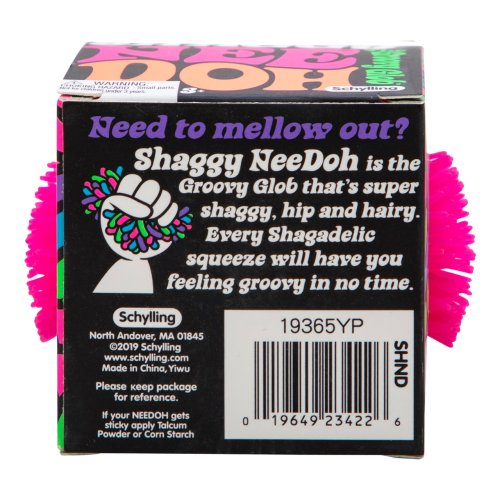 WARNING:
CHOKING HAZARD - Small parts.
Not for children under 3 years.
NEE
DOH
Schylling
Need to mellow out?
Shaggy NeeDoh is the
Groovy Glob that's super
shaggy, hip and hairy.
Every Shagadelic
squeeze will have you
feeling groovy in no time.
Schylling
North Andover, MA 01845
©2019 Schylling
www.schylling.com
Made in China, Yiwu
Please keep package
for reference.
If your NEEDOH gets
sticky apply Talcum
Powder or Corn Starch
19365YP
0 19649 23422 6
SHND